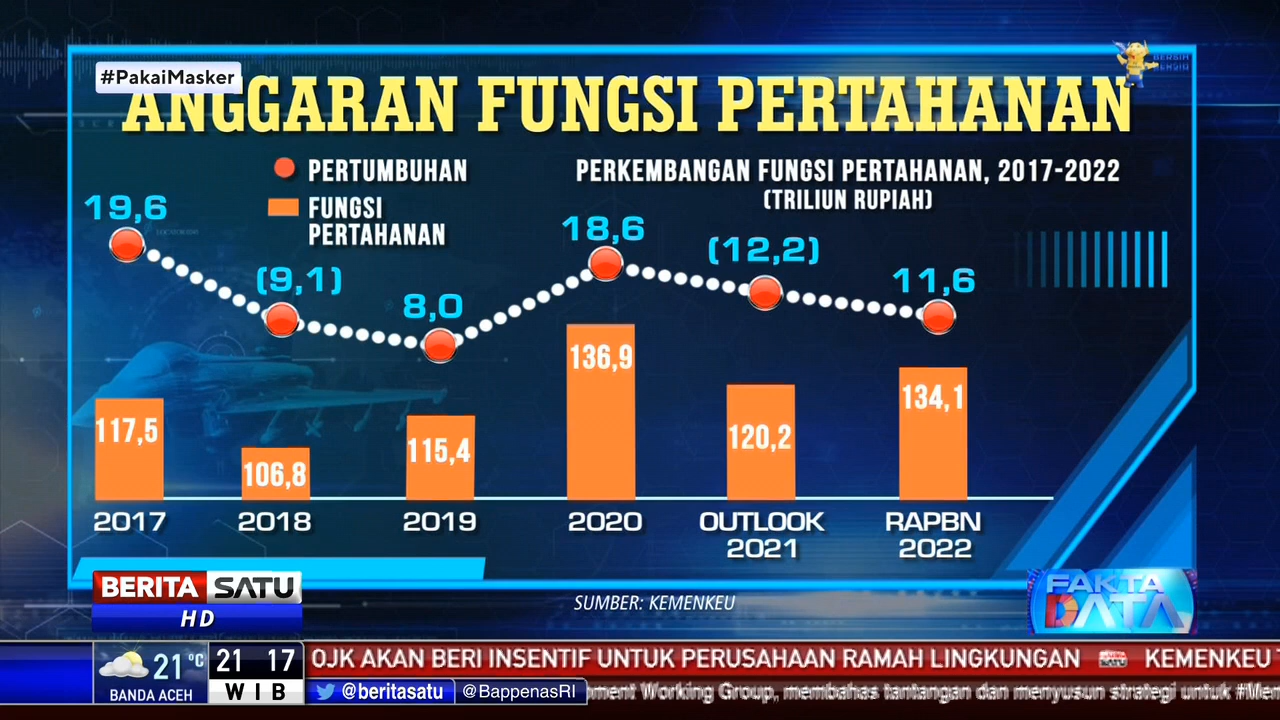 #PakaiMasker
ANGGARAN FUNGSI PERTAHANAN
PERTUMBUHAN
FUNGSI
PERTAHANAN
PERKEMBANGAN FUNGSI PERTAHANAN, 2017-2022
(TRILIUN RUPIAH)
19,6
(9,1)
8,0
18,6
(12,2)
11,6
117,5
106,8
115,4
136,9
120,2
134,1
2017
2018
2019
2020
OUTLOOK
2021
RAPBN
2022
BERITA SATU
HD
SUMBER: KEMENKEU
FAKTA
DATA
21°C
BANDA ACEH
21 17
WIB
OJK AKAN BERI INSENTIF UNTUK PERUSAHAAN RAMAH LINGKUNGAN
KEMENKEU
@beritasatu
@BappenasRI
Working Group, membahas tantangan dan menyusun strategi untuk